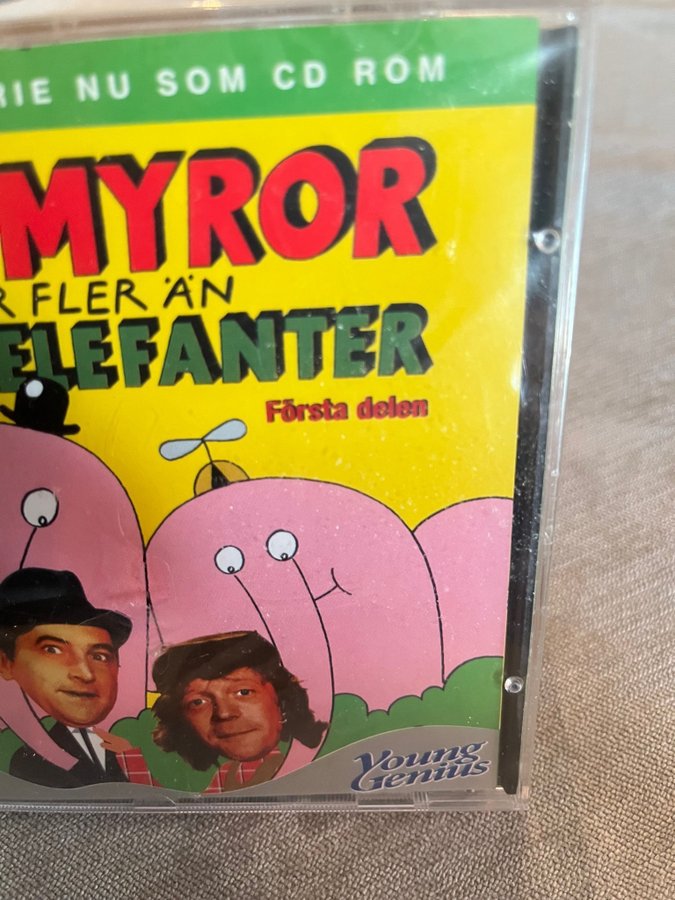 RIE NU SOM CD ROM
MYROR
R FLER ÄN
ELEFANTER
Första delen
Young
Genius